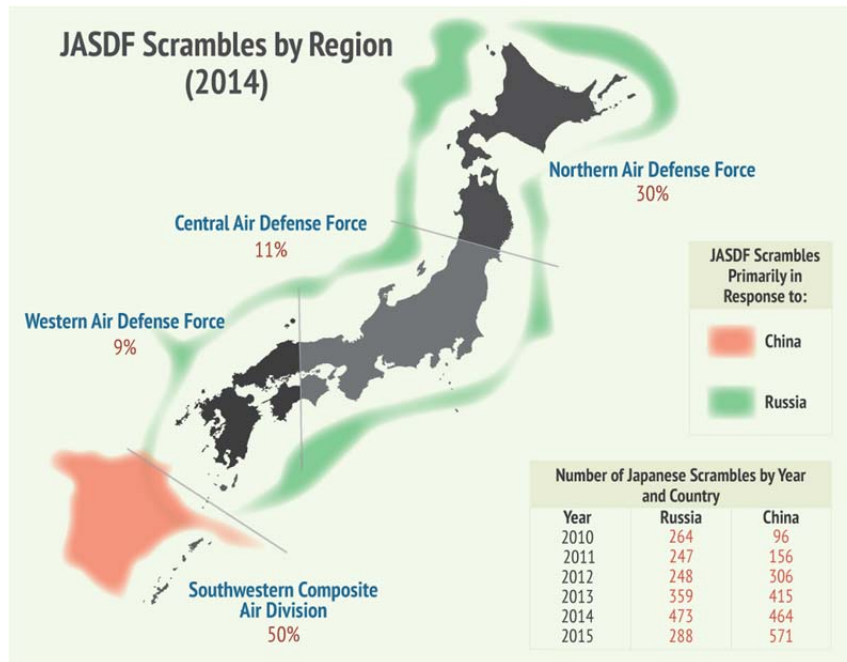 JASDF Scrambles by Region
(2014)
Northern Air Defense Force
30%
Central Air Defense Force
11%
Western Air Defense Force
9%
Southwestern Composite
Air Division
50%
JASDF Scrambles
Primarily in
Response to:
China
Russia
Number of Japanese Scrambles by Year
and Country
Year Russia China
2010 264 96
2011 247 156
2012 248 306
2013 359 415
2014 473 464
2015 288 571